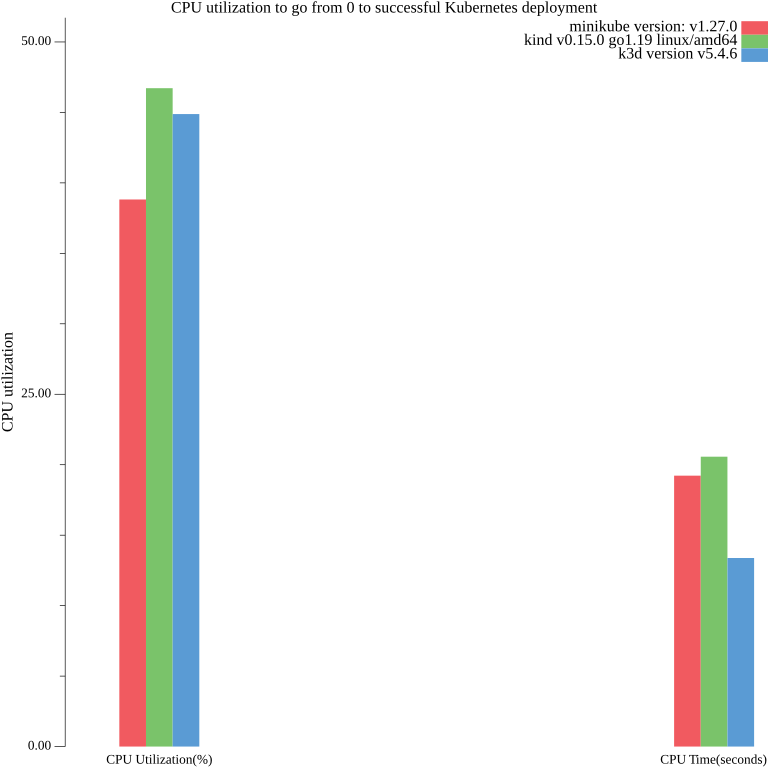 CPU utilization to go from 0 to successful Kubernetes deployment
minikube version: v1.27.0
kind v0.15.0 go1.19 linux/amd64
k3d version v5.4.6
50.00
25.00
0.00
CPU utilization
CPU Utilization(%)
CPU Time(seconds)